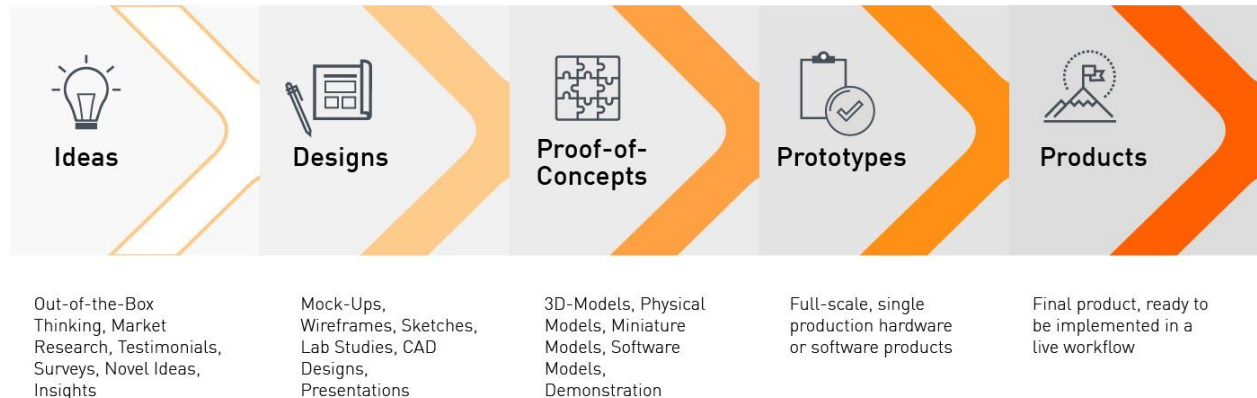 Ideas
Designs
Proof-of-
Concepts
Prototypes
Products
Out-of-the-Box
Thinking, Market
Research, Testimonials,
Surveys, Novel Ideas,
Insights
Mock-Ups,
Wireframes, Sketches,
Lab Studies, CAD
Designs,
Presentations
3D-Models, Physical
Models, Miniature
Models, Software
Models,
Demonstration
Full-scale, single
production hardware
or software products
Final product, ready to
be implemented in a
live workflow